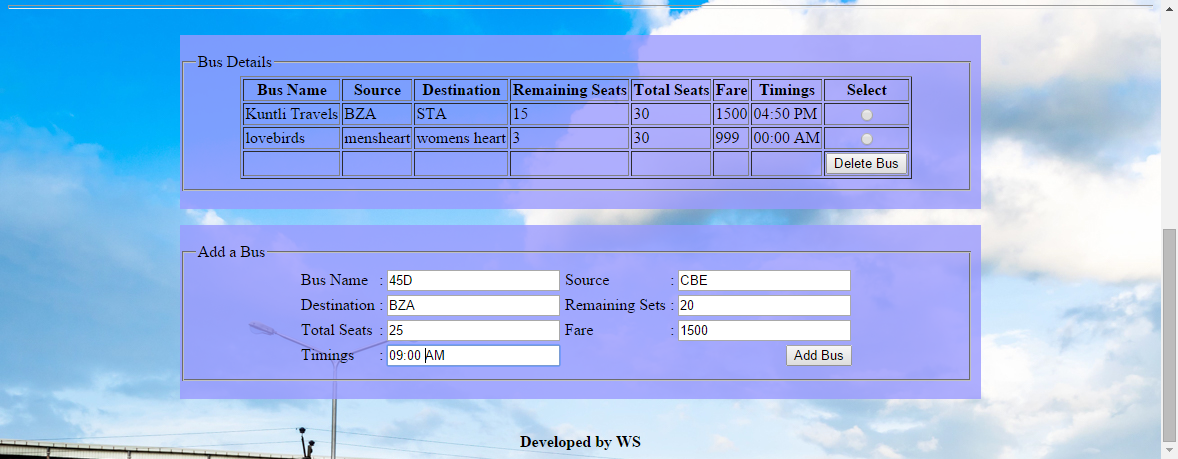 Bus Details
Bus Name Source Destination Remaining Seats Total Seats Fare Timings Select
Kuntli Travels BZA STA 15 30 1500 04:50 PM
lovebirds mensheart womens heart 3 30 999 00:00 AM
Delete Bus
Add a Bus
Bus Name : 45D Source : CBE
Destination : BZA Remaining Sets : 20
Total Seats : 25 Fare : 1500
Timings : 09:00 AM Add Bus
Developed by WS